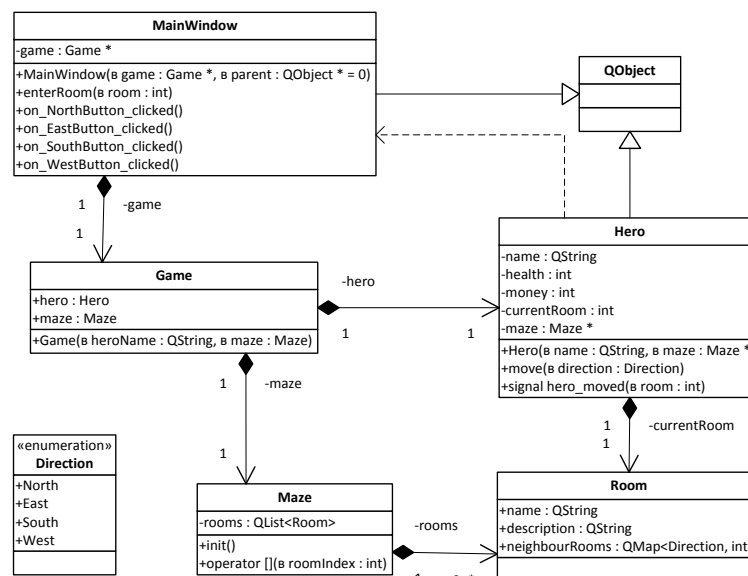 MainWindow
-game : Game *
+MainWindow(в game : Game *, в parent : QObject * = 0)
+enterRoom(в room : int)
+on_NorthButton_clicked()
+on_EastButton_clicked()
+on_SouthButton_clicked()
+on_WestButton_clicked()
QObject
1
-game
1
Game
+hero : Hero
+maze : Maze
+Game(в heroName : QString, в maze : Maze)
-hero
1
1
Hero
-name : QString
-health : int
-money : int
-currentRoom : int
-maze : Maze *
+Hero(в name : QString, в maze : Maze *
+move(в direction : Direction)
+signal hero_moved(в room : int)
1
-maze
1
1
-currentRoom
1
«enumeration»
Direction
+North
+East
+South
+West
Maze
-rooms : QList<Room>
+init()
+operator [](в roomIndex : int)
-rooms
Room
+name : QString
+description : QString
+neighbourRooms : QMap<Direction, int